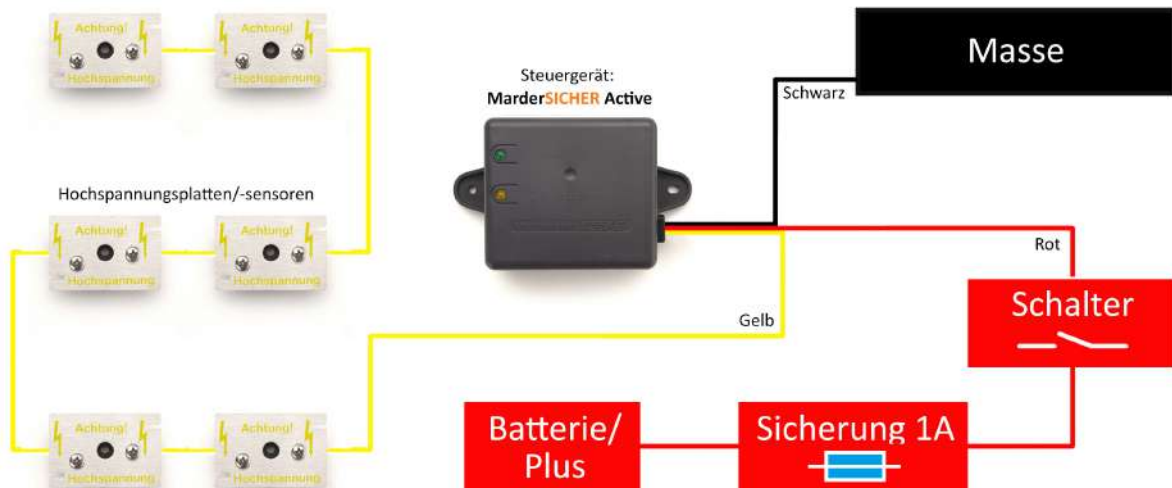 Achtung!
Hochspannung
Achtung!
Hochspannung
Steuergerät:
MarderSICHER Active
Masse
Schwarz
Hochspannungsplatten/-sensoren
Achtung!
Hochspannung
Achtung!
Hochspannung
Rot
Schalter
Gelb
Achtung!
Hochspannung
Achtung!
Hochspannung
Batterie/
Plus
Sicherung 1A